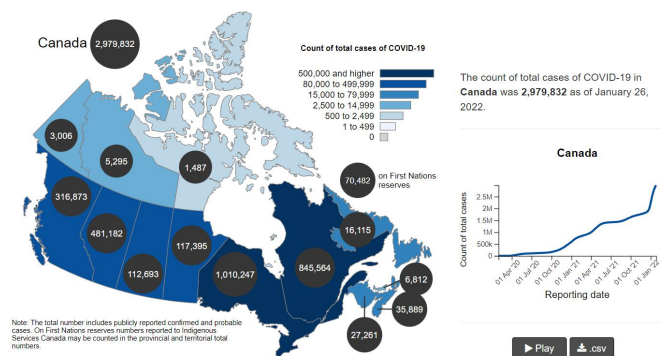 Canada
2,979,832
Count of total cases of COVID-19
500,000 and higher
80,000 to 499,999
15,000 to 79,999
2,500 to 14,999
500 to 2,499
1 to 499
0
3,006
5,295
1,487
70,482
on First Nations
reserves
316,873
481,182
112,693
117,395
1,010,247
845,564
16,115
6,812
35,889
27,261
Note: The total number includes publicly reported confirmed and probable
cases. On First Nations reserves numbers reported to Indigenous
Services Canada may be counted in the provincial and territorial total
numbers.
The count of total cases of COVID-19 in
Canada was 2,979,832 as of January 26,
2022.
Canada
Count of total cases
2.5M
2M
1.5M
1M
500k
0
01 Apr '20
01 Jul '20
01 Oct '20
01 Jan '21
01 Apr '21
01 Jul '21
01 Oct '21
01 Jan '22
Reporting date
Play
.csv